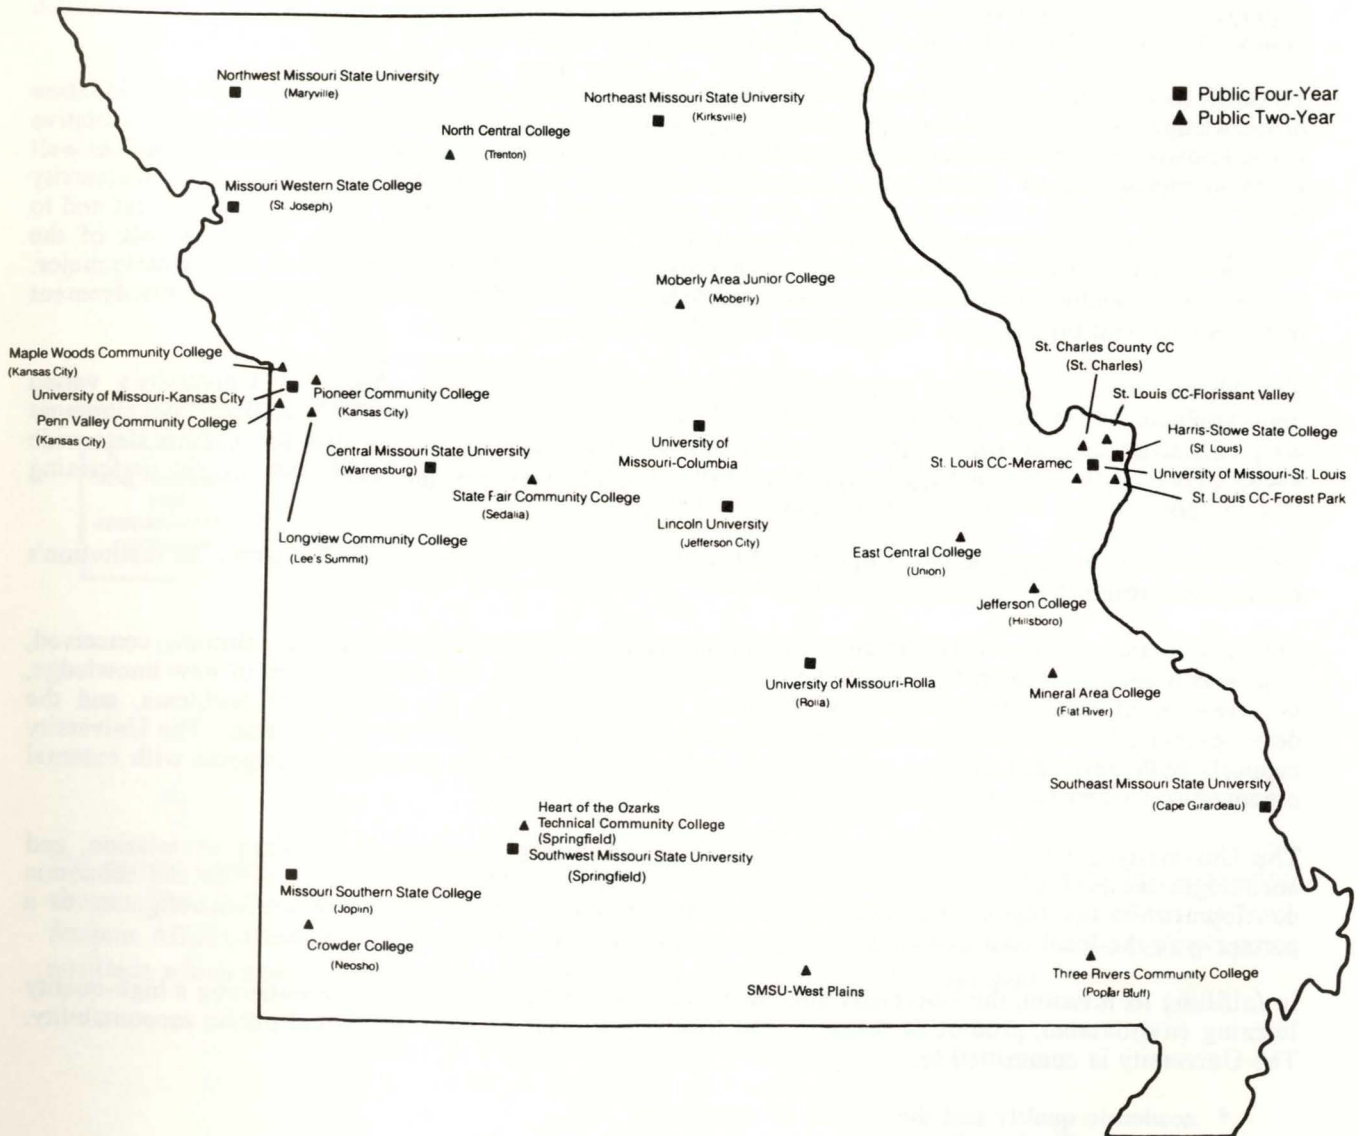 Northwest Missouri State University
(Maryville)
Northeast Missouri State University
(Kirksville)
■ Public Four-Year
▲ Public Two-Year
North Central College
(Trenton)
Missouri Western State College
(St. Joseph)
Moberly Area Junior College
(Moberly)
Maple Woods Community College
(Kansas City)
University of Missouri-Kansas City
Penn Valley Community College
(Kansas City)
Pioneer Community College
(Kansas City)
St. Charles County CC
(St. Charles)
St. Louis CC-Florissant Valley
Harris-Stowe State College
(St. Louis)
St. Louis CC-Meramec
University of Missouri-St. Louis
St. Louis CC-Forest Park
University of
Missouri-Columbia
Central Missouri State University
(Warrensburg)
State Fair Community College
(Sedalia)
Lincoln University
(Jefferson City)
Longview Community College
(Lee's Summit)
East Central College
(Union)
Jefferson College
(Hillsboro)
University of Missouri-Rolla
(Rolla)
Mineral Area College
(Flat River)
Southeast Missouri State University
(Cape Girardeau)
Heart of the Ozarks
Technical Community College
(Springfield)
Southwest Missouri State University
(Springfield)
Missouri Southern State College
(Joplin)
Crowder College
(Neosho)
SMSU-West Plains
Three Rivers Community College
(Poplar Bluff)